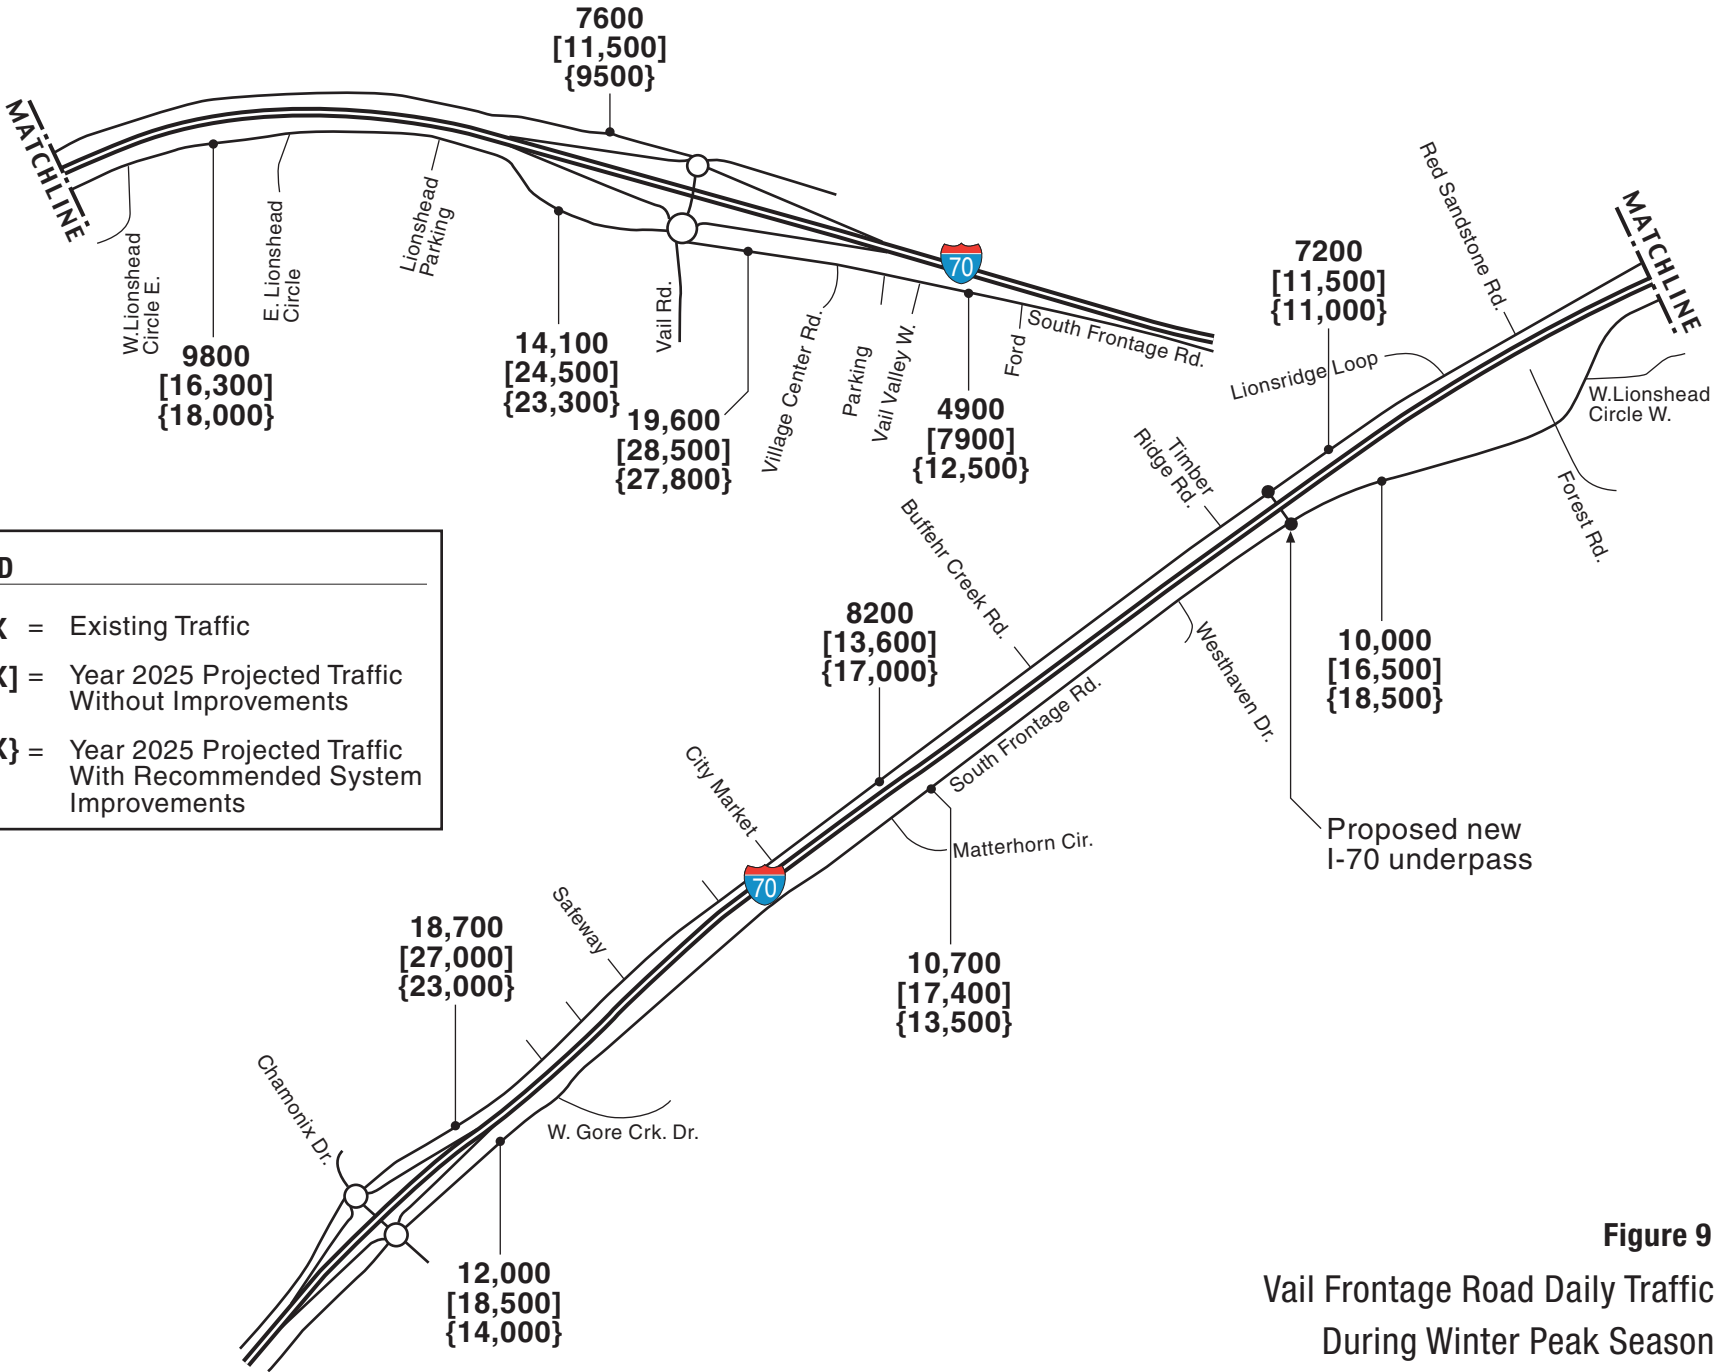 7600
[11,500]
{9500}
MATCHLINE
W.Lionshead
Circle E.
9800
[16,300]
{18,000}
E. Lionshead
Circle
Lionshead
Parking
14,100
[24,500]
{23,300}
Vail Rd.
19,600
[28,500]
{27,800}
Village Center Rd.
Parking
Vail Valley W.
70
4900
[7900]
{12,500}
Ford
South Frontage Rd.
7200
[11,500]
{11,000}
Red Sandstone Rd.
MATCHLINE
Lionsridge Loop
W.Lionshead
Circle W.
Timber
Ridge Rd.
Forest Rd.
Buffehr Creek Rd.
D
X = Existing Traffic
X] = Year 2025 Projected Traffic
Without Improvements
X} = Year 2025 Projected Traffic
With Recommended System
Improvements
8200
[13,600]
{17,000}
Westhaven Dr.
10,000
[16,500]
{18,500}
South Frontage Rd.
City Market
Matterhorn Cir.
Proposed new
I-70 underpass
70
Safeway
18,700
[27,000]
{23,000}
10,700
[17,400]
{13,500}
Chamonix Dr.
W. Gore Crk. Dr.
12,000
[18,500]
{14,000}
Figure 9
Vail Frontage Road Daily Traffic
During Winter Peak Season